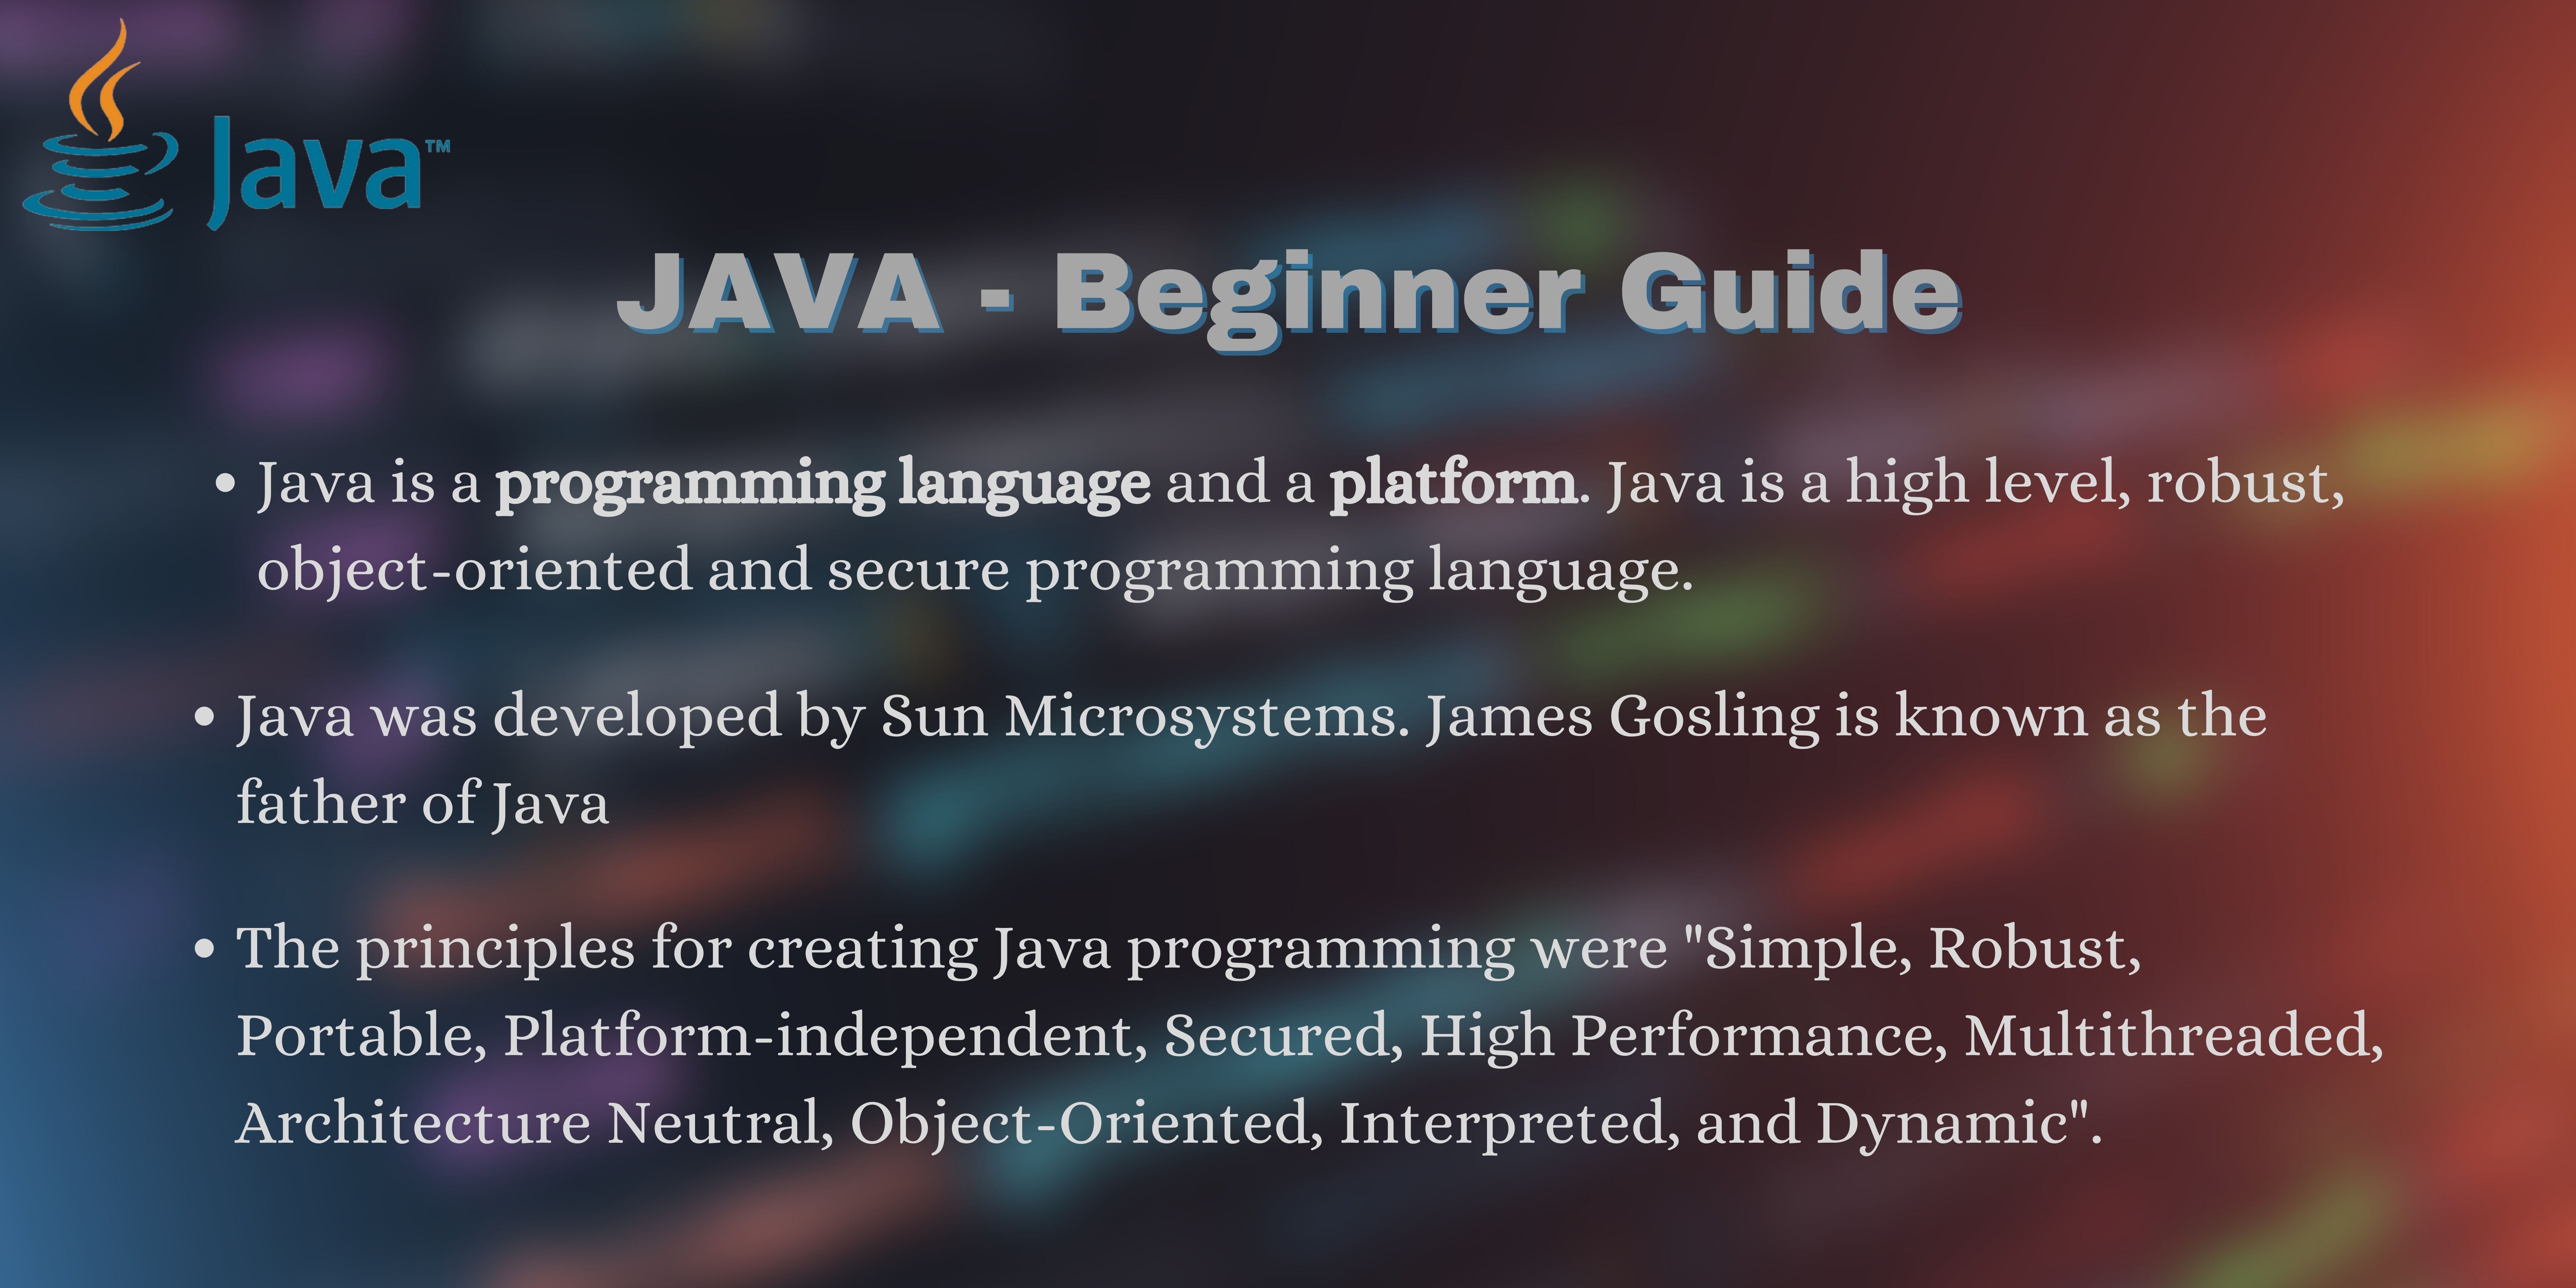 Java™
JAVA - Beginner Guide
• Java is a programming language and a platform. Java is a high level, robust,
object-oriented and secure programming language.
• Java was developed by Sun Microsystems. James Gosling is known as the
father of Java
• The principles for creating Java programming were "Simple, Robust,
Portable, Platform-independent, Secured, High Performance, Multithreaded,
Architecture Neutral, Object-Oriented, Interpreted, and Dynamic".